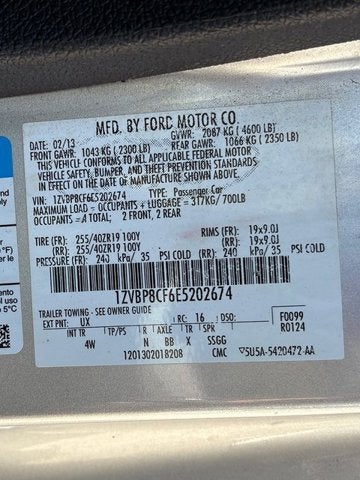 MFD. BY FORD MOTOR CO.
DATE: 02/13 GVWR: 2087 KG (4600 LB)
FRONT GAWR: 1043 KG (2300 LB) REAR GAWR: 1066 KG (2350 LB)
THIS VEHICLE CONFORMS TO ALL APPLICABLE FEDERAL MOTOR
VEHICLE SAFETY, BUMPER, AND THEFT PREVENTION STANDARDS
IN EFFECT ON THE DATE OF MANUFACTURE SHOWN ABOVE.
VIN: 1ZVBP8CF6E5202674 TYPE: Passenger Car
MAXIMUM LOAD = OCCUPANTS + LUGGAGE = 317KG/700LB
OCCUPANTS = 4 TOTAL: 2 FRONT, 2 REAR
TIRE (FR): 255/40ZR19 100Y RIMS (FR): 19x9.0J
TIRE (RR): 255/40ZR19 100Y RIMS (RR): 19x9.0J
PRESSURE (FR): 240 kPa/ 35 PSI COLD (RR): 240 kPa/ 35 PSI COLD
1ZVBP8CF6E5202674
TRAILER TOWING - SEE OWNER GUIDE
EXT PNT: UX RC: 16 DSO: F0099
INT TR TP/PS R AXLE TR SPR R0124
4W N BB X SSGG
1201302018208 CMC 5U5A-5420472-AA
and
5°C